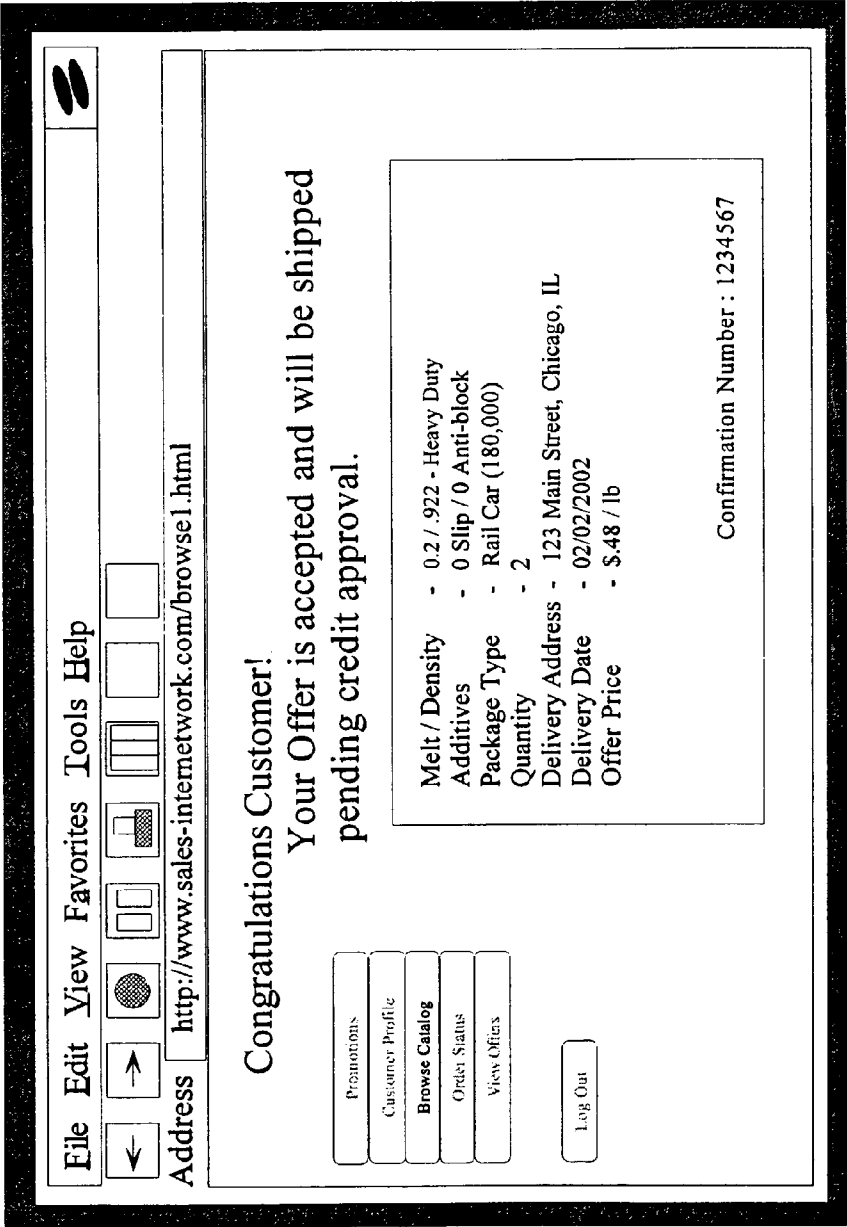 File Edit View Favorites Tools Help
Address http://www.sales-internetwork.com/browse1.html
Congratulations Customer!
Your Offer is accepted and will be shipped
pending credit approval.
Promotions
Customer Profile
Browse Catalog
Order Status
View Offers
Log Out
Melt / Density - 0.2 / .922 - Heavy Duty
Additives - 0 Slip / 0 Anti-block
Package Type - Rail Car (180,000)
Quantity - 2
Delivery Address - 123 Main Street, Chicago, IL
Delivery Date - 02/02/2002
Offer Price - $.48 / lb
Confirmation Number : 1234567